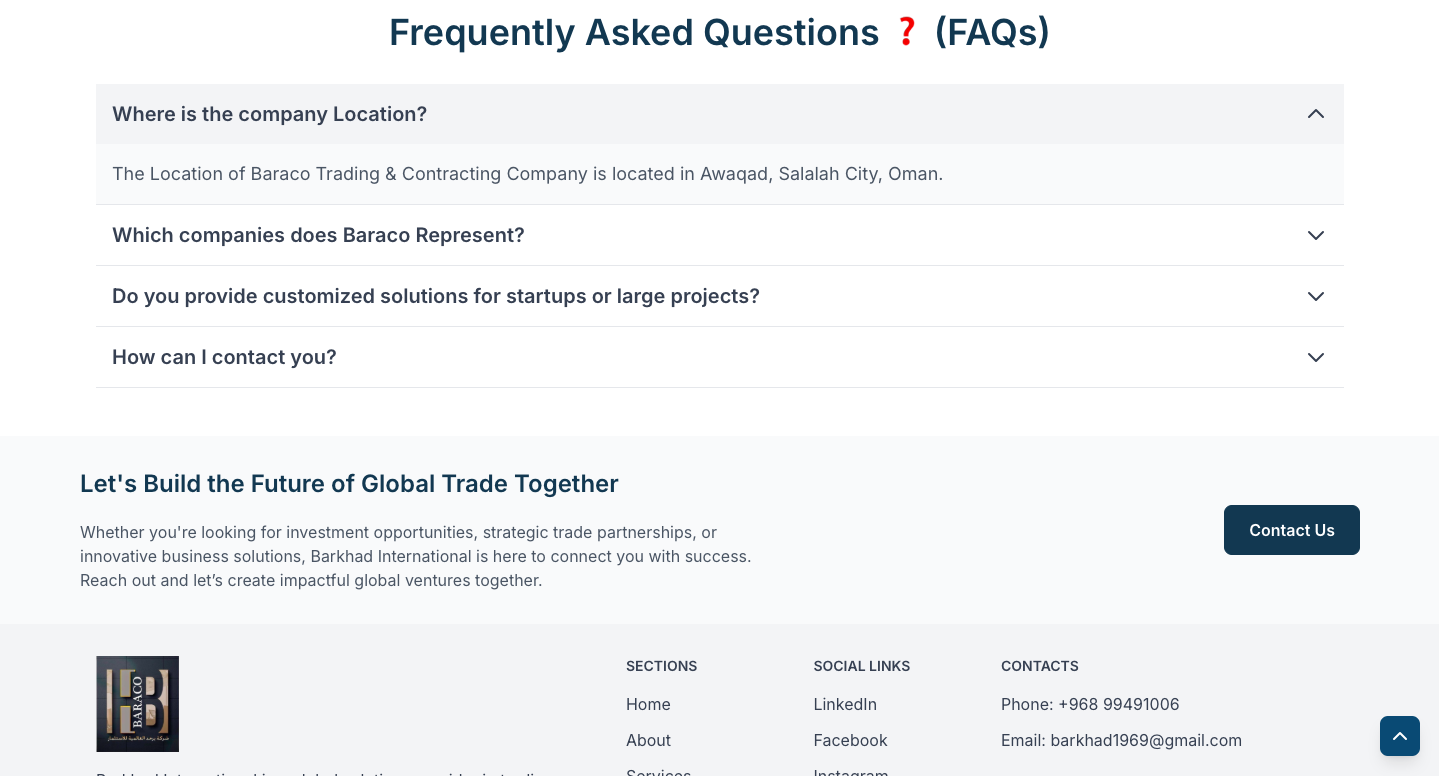 Frequently Asked Questions ❓ (FAQs)
Where is the company Location?
The Location of Baraco Trading & Contracting Company is located in Awaqad, Salalah City, Oman.
Which companies does Baraco Represent?
Do you provide customized solutions for startups or large projects?
How can I contact you?
Let's Build the Future of Global Trade Together
Whether you're looking for investment opportunities, strategic trade partnerships, or
innovative business solutions, Barkhad International is here to connect you with success.
Reach out and let’s create impactful global ventures together.
Contact Us
BARACO
SECTIONS
Home
About
Services
SOCIAL LINKS
LinkedIn
Facebook
Instagram
CONTACTS
Phone: +968 99491006
Email: barkhad1969@gmail.com